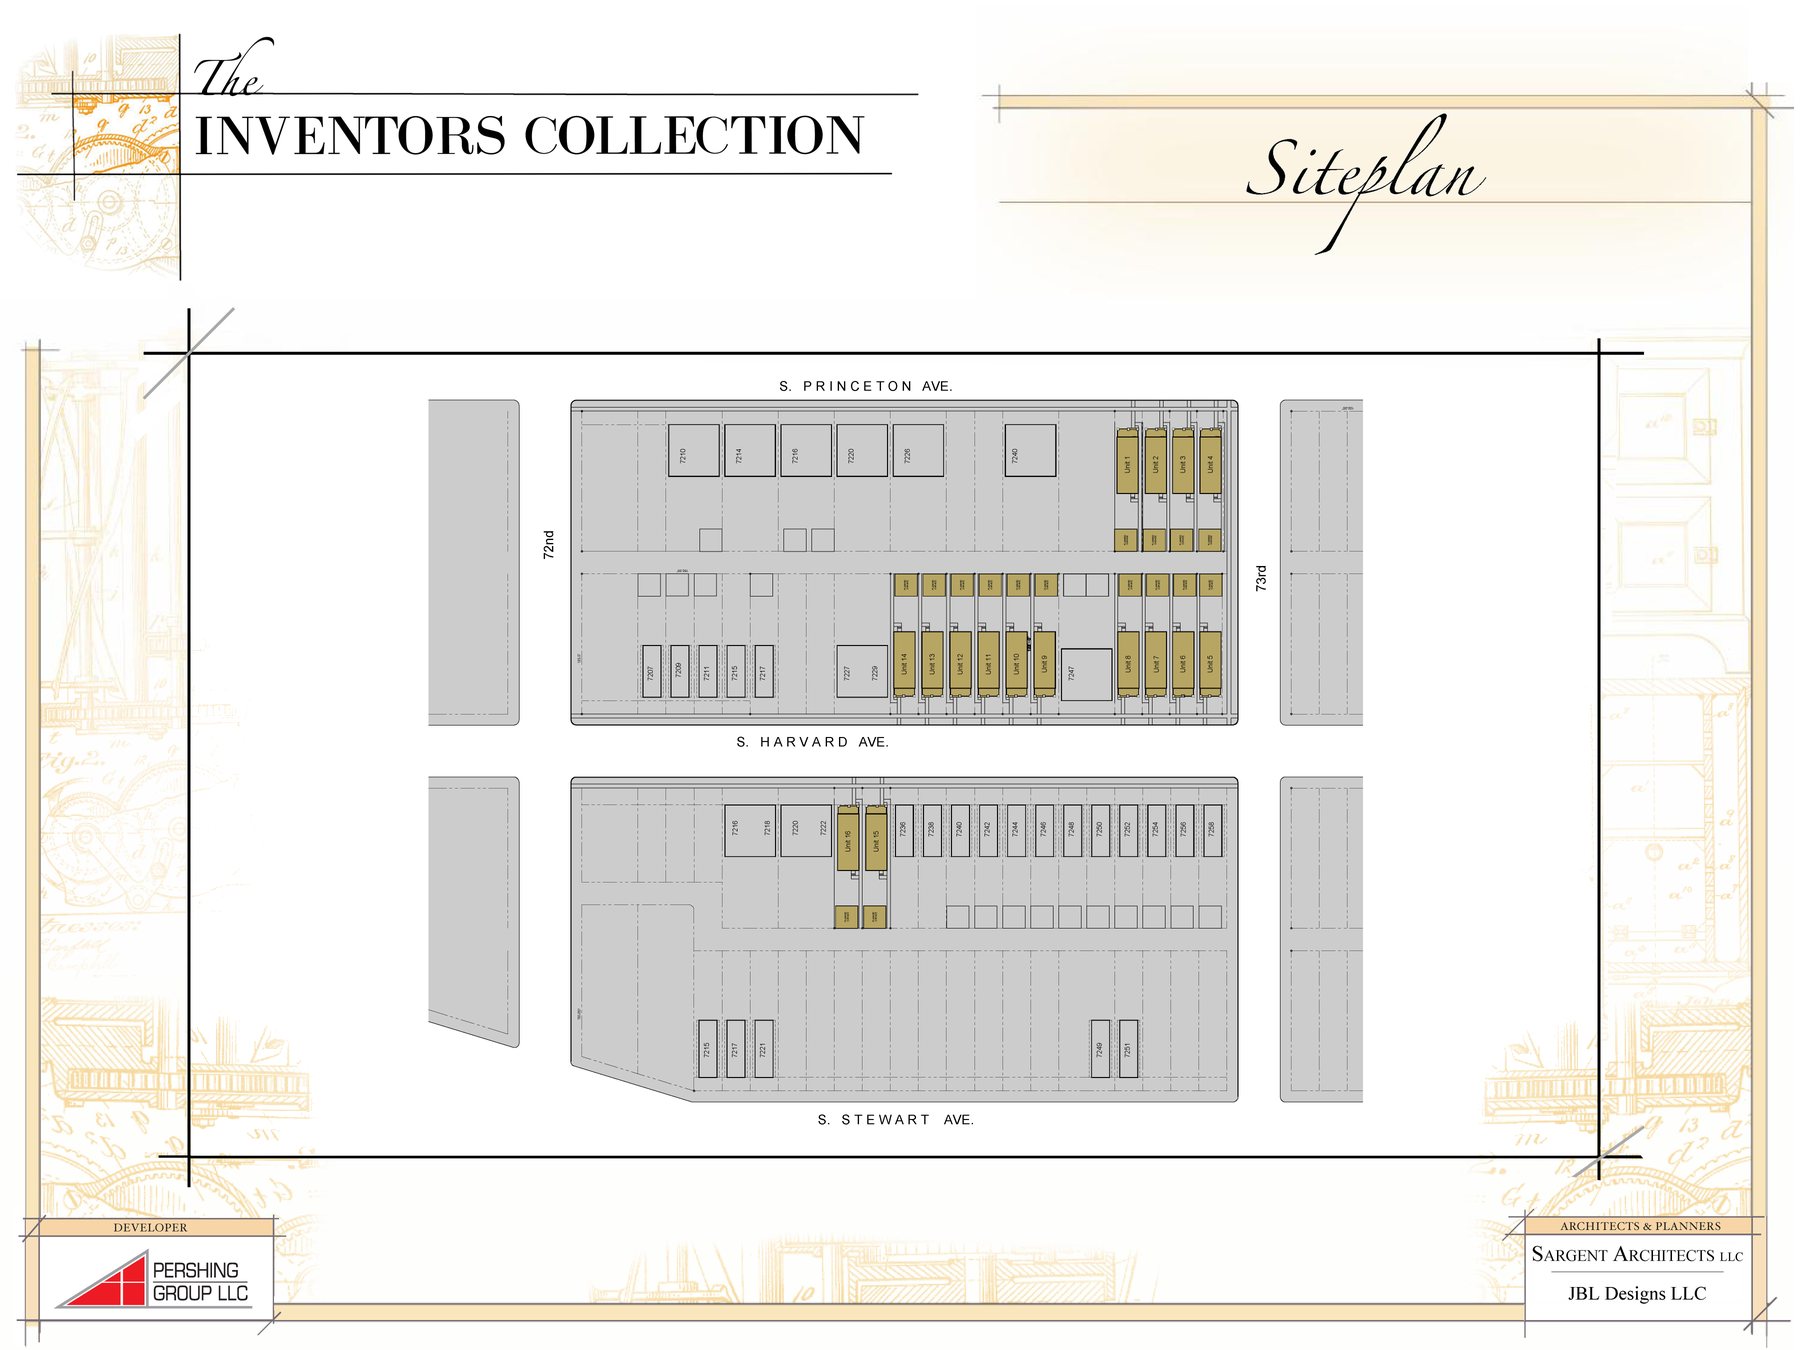 The
INVENTORS COLLECTION
Siteplan
S. PRINCETON AVE.
7210
7214
7216
7220
7226
7240
Unit 1
Unit 2
Unit 3
Unit 4
72nd
73rd
7207
7209
7211
7215
7217
7227
7229
Unit 14
Unit 13
Unit 12
Unit 11
Unit 10
Unit 9
7247
Unit 8
Unit 7
Unit 6
Unit 5
S. HARVARD AVE.
7216
7218
7220
7222
Unit 16
Unit 15
7236
7238
7240
7242
7244
7246
7248
7250
7252
7254
7256
7258
7215
7217
7221
7249
7251
S. STEWART AVE.
DEVELOPER
PERSHING
GROUP LLC
ARCHITECTS & PLANNERS
SARGENT ARCHITECTS LLC
JBL Designs LLC